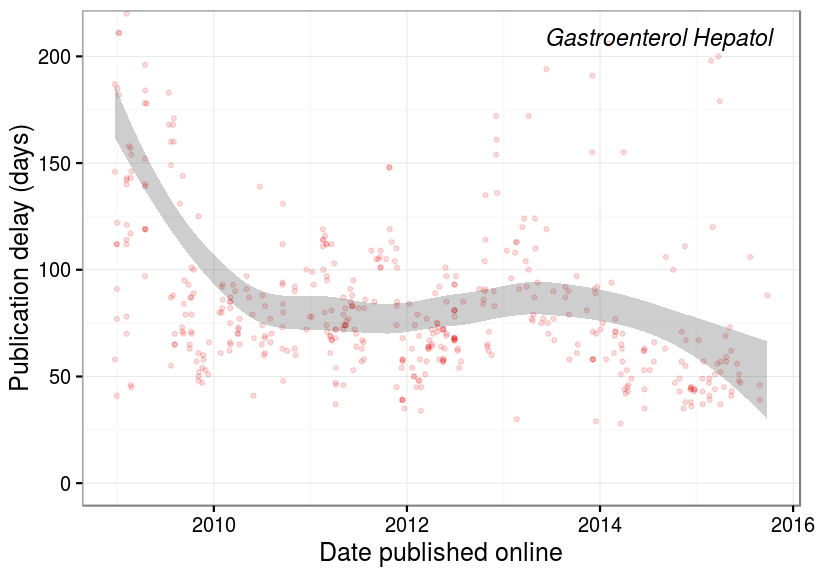 Gastroenterol Hepatol
Publication delay (days)
200
150
100
50
0
2010 2012 2014 2016
Date published online